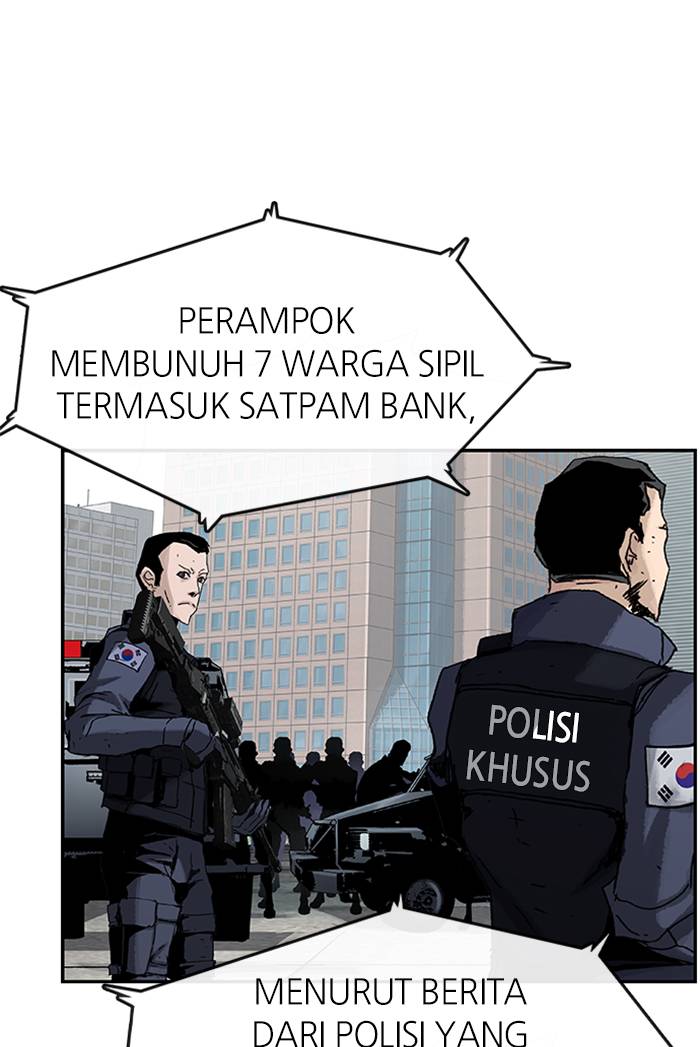 PERAMPOK
MEMBUNUH 7 WARGA SIPIL
TERMASUK SATPAM BANK,
POLISI
KHUSUS
MENURUT BERITA
DARI POLISI YANG